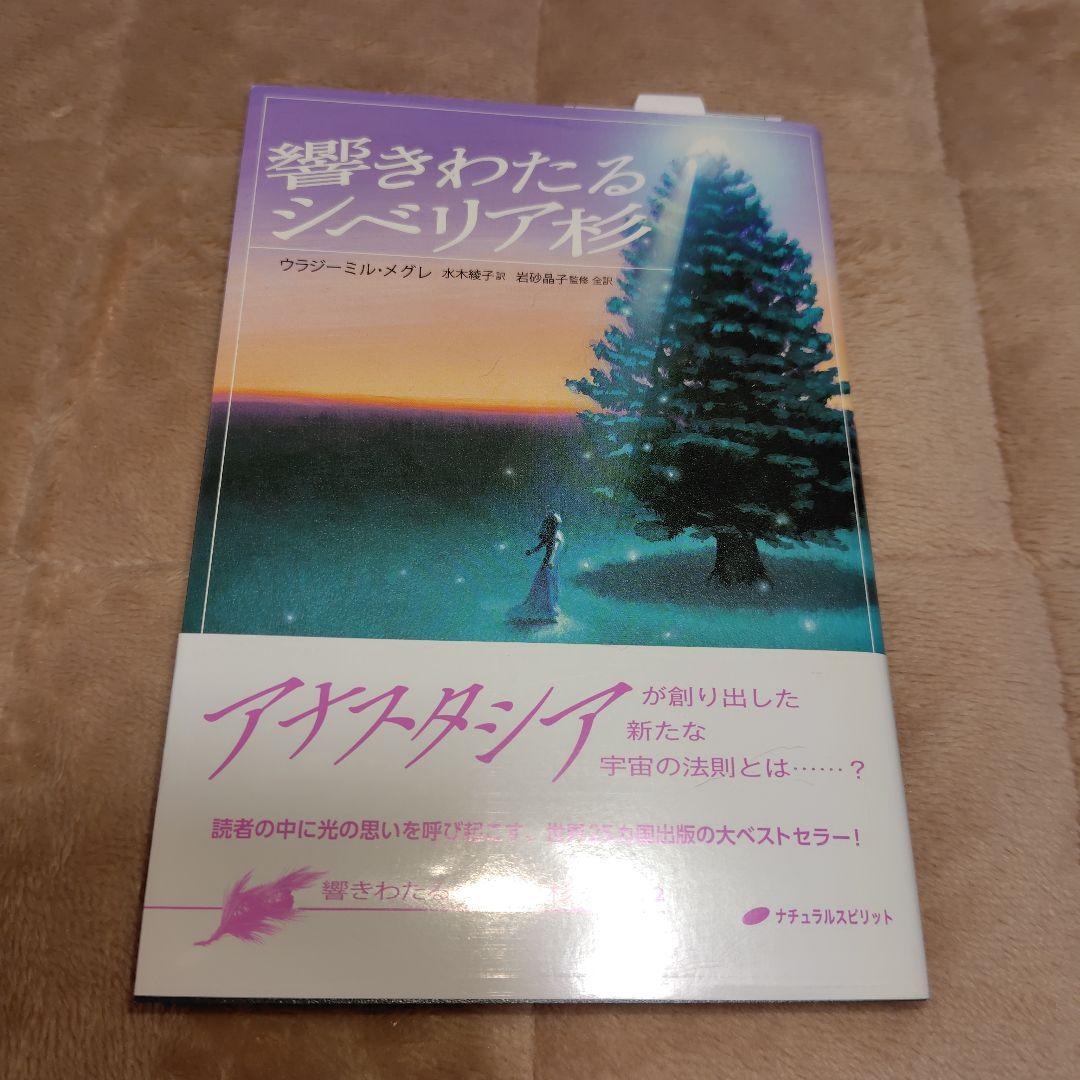 響きわたる
シベリア杉
ウラジーミル・メグレ 水木綾子訳 岩砂晶子監修 全訳
アナスタシアが創り出した
新たな
宇宙の法則とは……？
読者の中に光の思いを呼び起こす、世界25カ国出版の大ベストセラー！
響きわたる 杉 2
ナチュラルスピリット